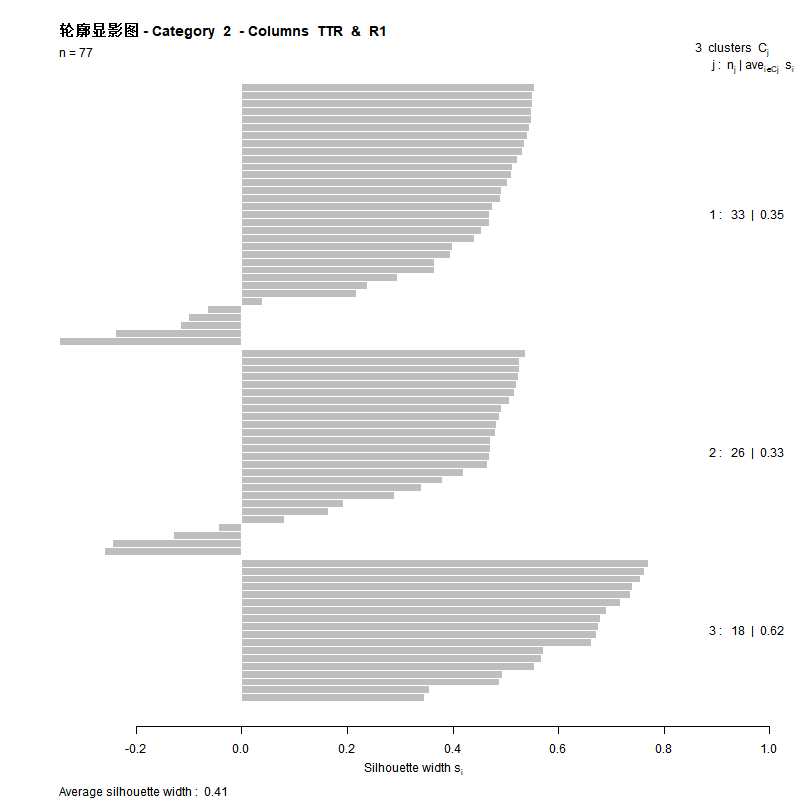 轮廓显影图 - Category 2 - Columns TTR & R1
n = 77
3 clusters Cj
j : nj | avei∈Cj si
1 : 33 | 0.35
2 : 26 | 0.33
3 : 18 | 0.62
-0.2 0.0 0.2 0.4 0.6 0.8 1.0
Silhouette width si
Average silhouette width : 0.41